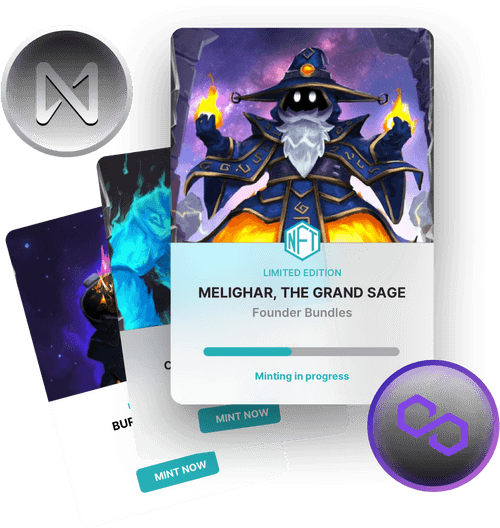 NFT
LIMITED EDITION
MELIGHAR, THE GRAND SAGE
Founder Bundles
Minting in progress
MINT NOW
MINT NOW